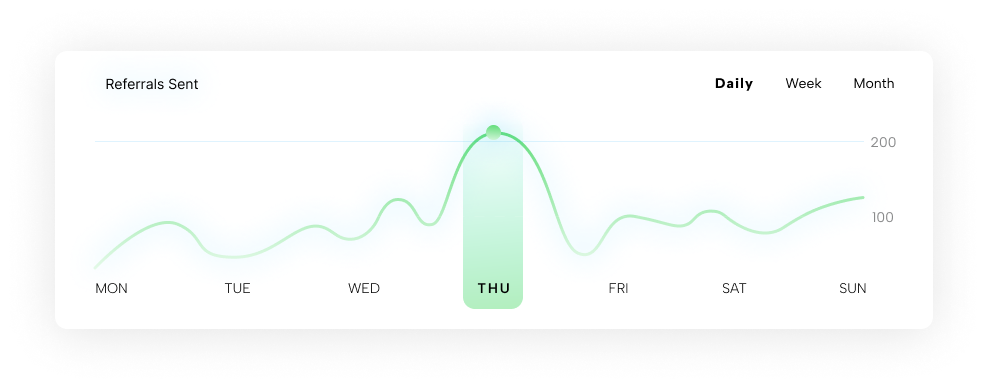 Referrals Sent
Daily Week Month
200
100
MON TUE WED THU FRI SAT SUN